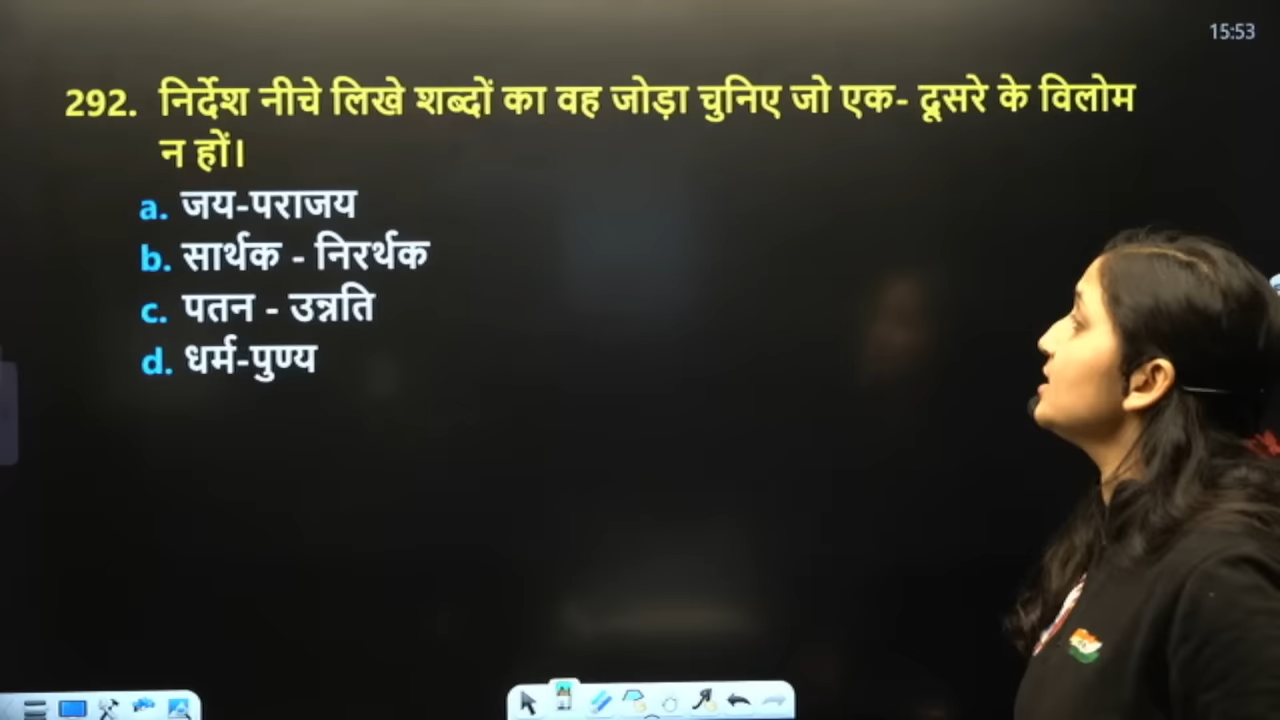 15:53
292. निर्देश नीचे लिखे शब्दों का वह जोड़ा चुनिए जो एक- दूसरे के विलोम
न हों।
a. जय-पराजय
b. सार्थक - निरर्थक
c. पतन - उन्नति
d. धर्म-पुण्य